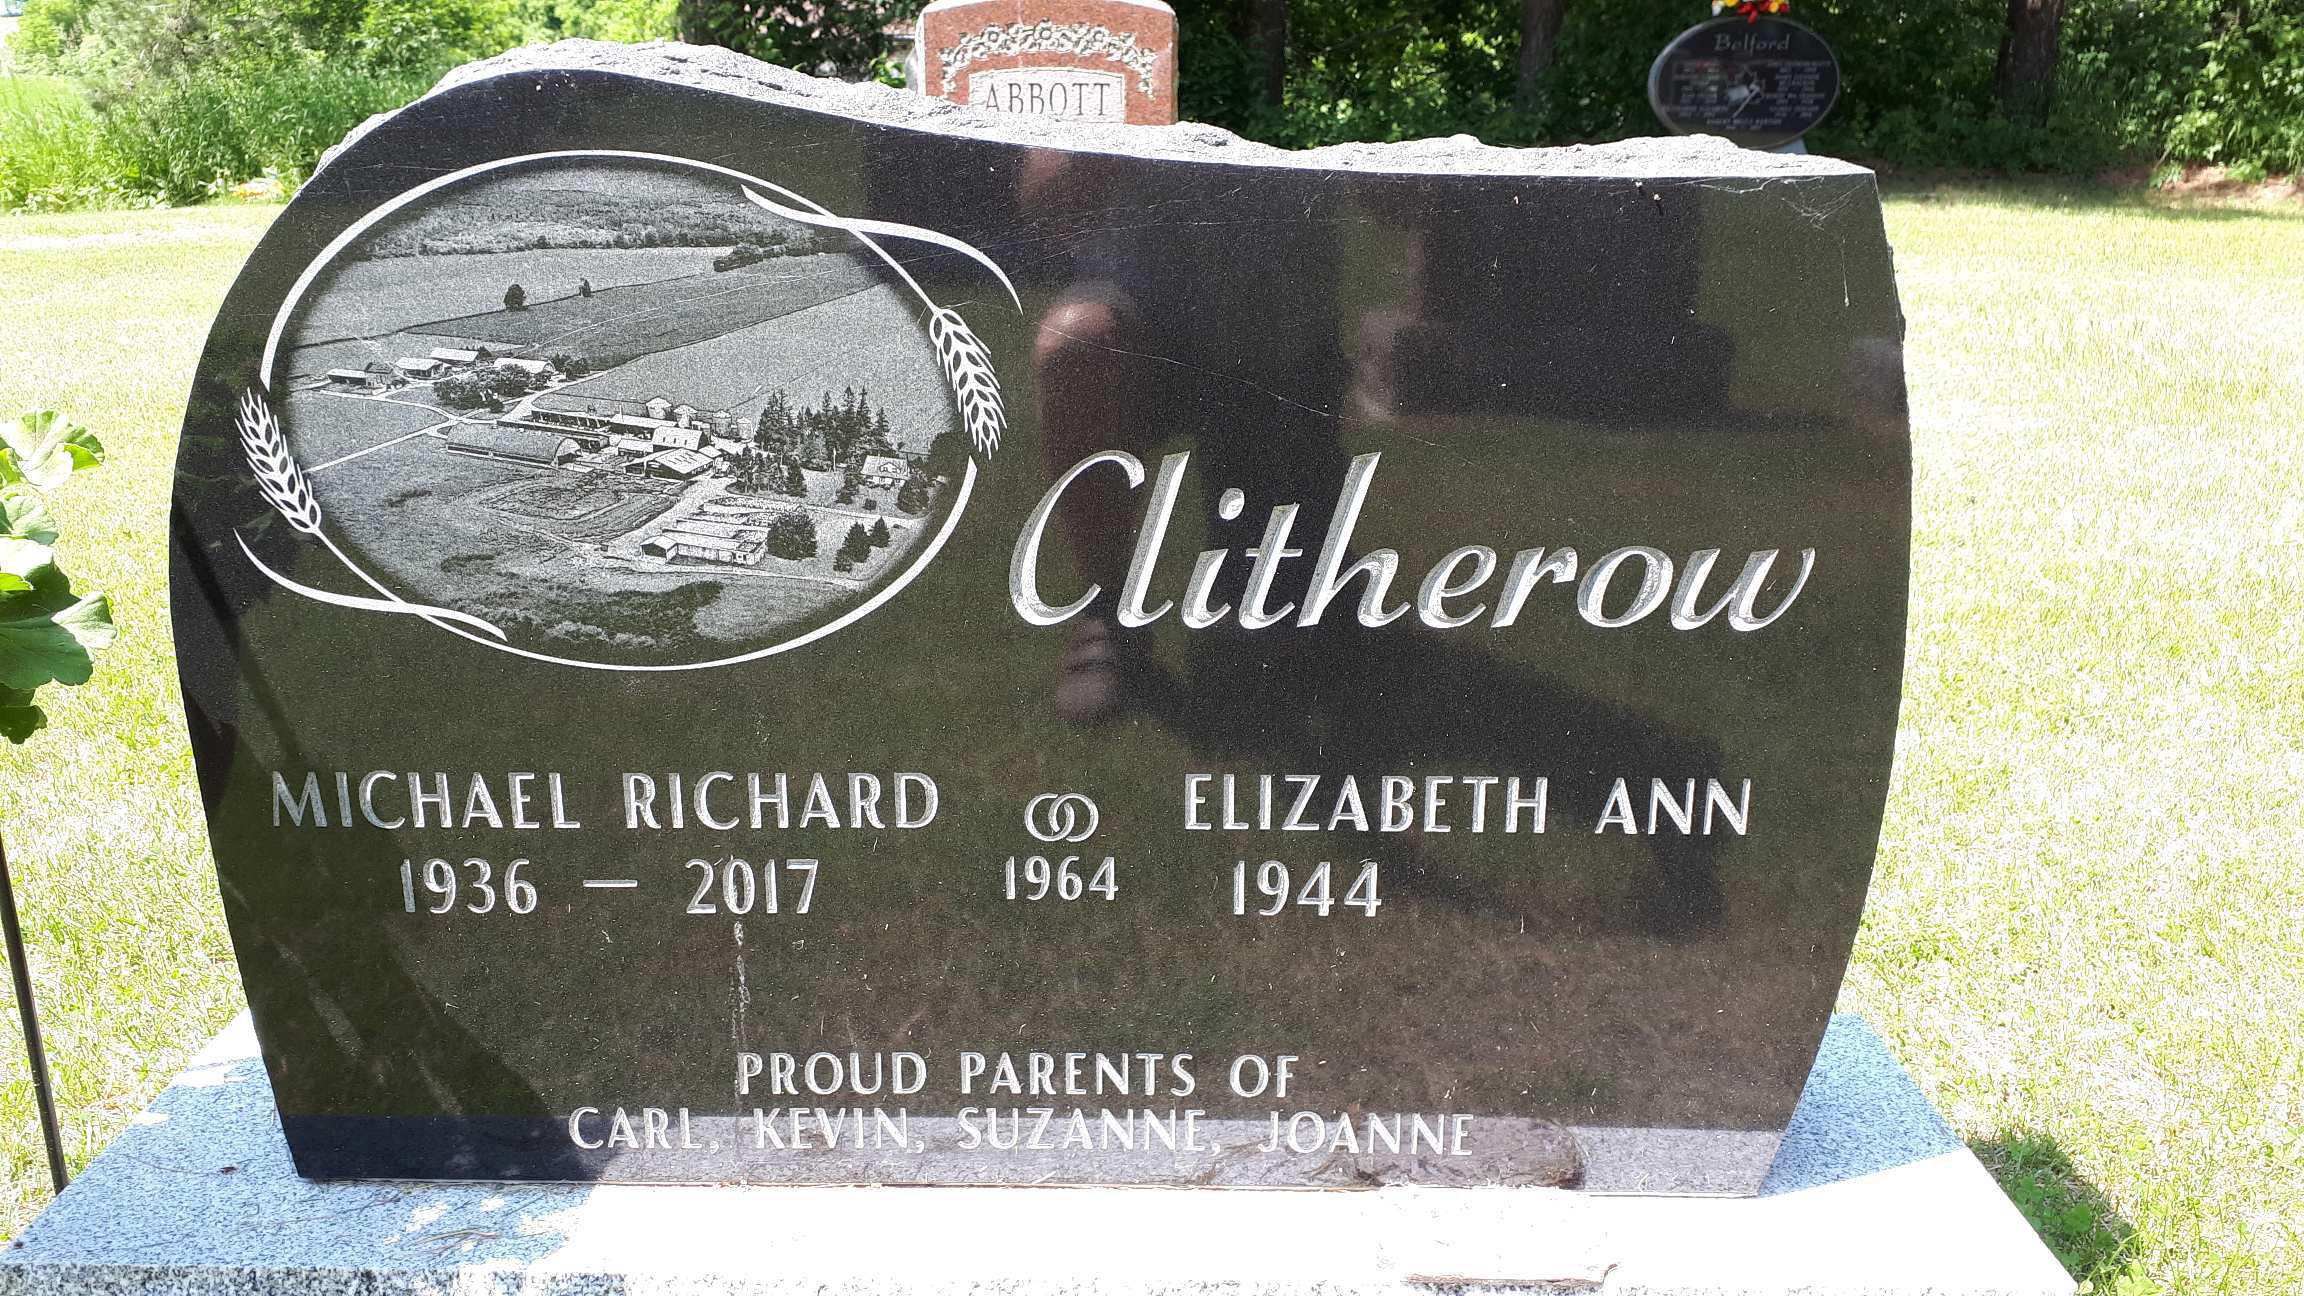 ABBOTT
Belford
Clitherow
MICHAEL RICHARD
1936 — 2017
1964
ELIZABETH ANN
1944
PROUD PARENTS OF
CARL, KEVIN, SUZANNE, JOANNE